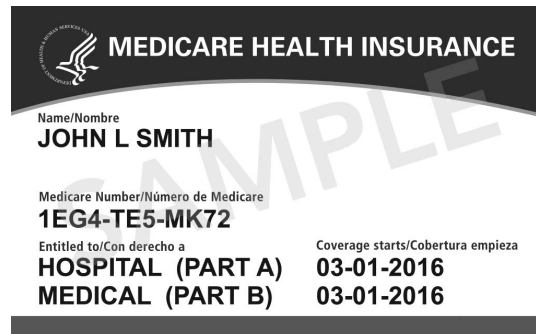 MEDICARE HEALTH INSURANCE
Name/Nombre
JOHN L SMITH
Medicare Number/Número de Medicare
1EG4-TE5-MK72
Entitled to/Con derecho a Coverage starts/Cobertura empieza
HOSPITAL (PART A) 03-01-2016
MEDICAL (PART B) 03-01-2016
SAMPLE